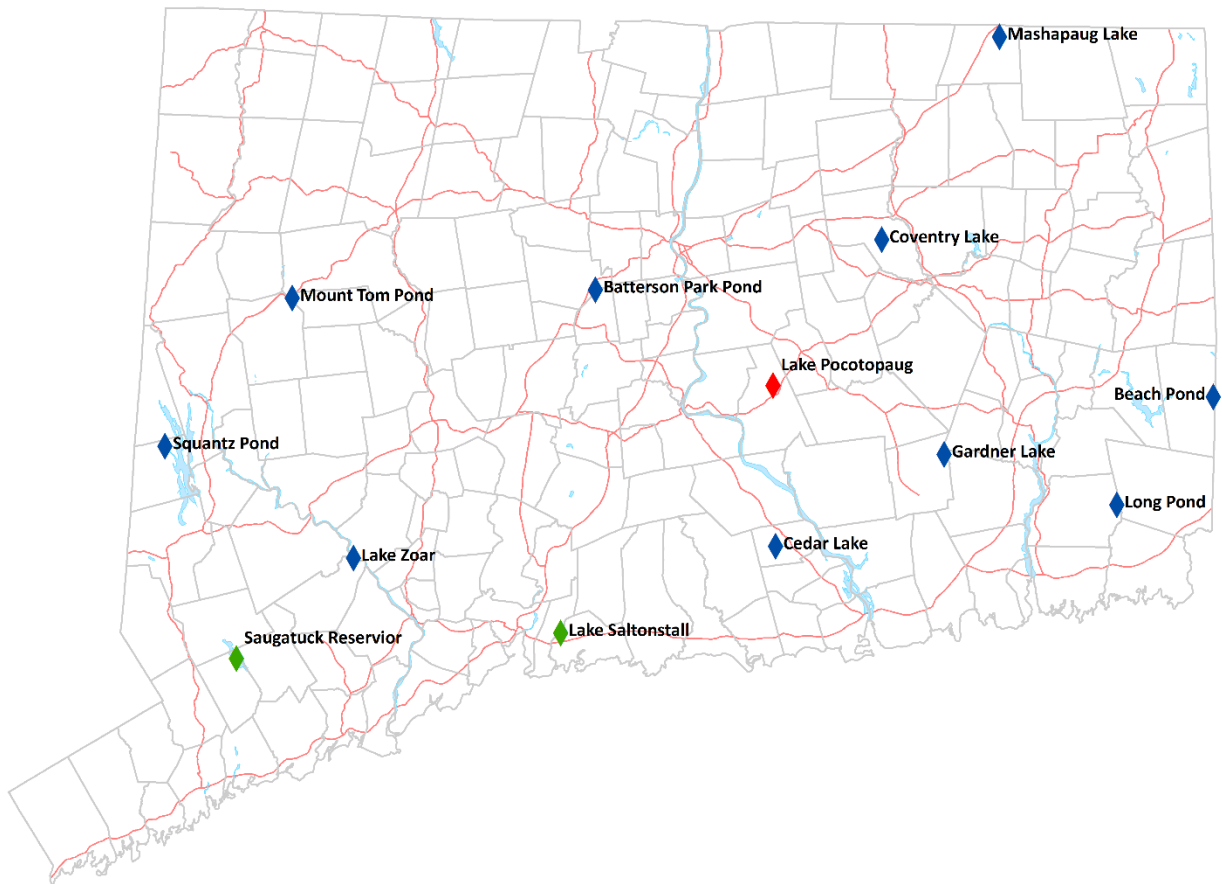 Mashapaug Lake
Coventry Lake
Batterson Park Pond
Mount Tom Pond
Lake Pocotopaug
Beach Pond
Squantz Pond
Gardner Lake
Long Pond
Cedar Lake
Lake Zoar
Lake Saltonstall
Saugatuck Reservior